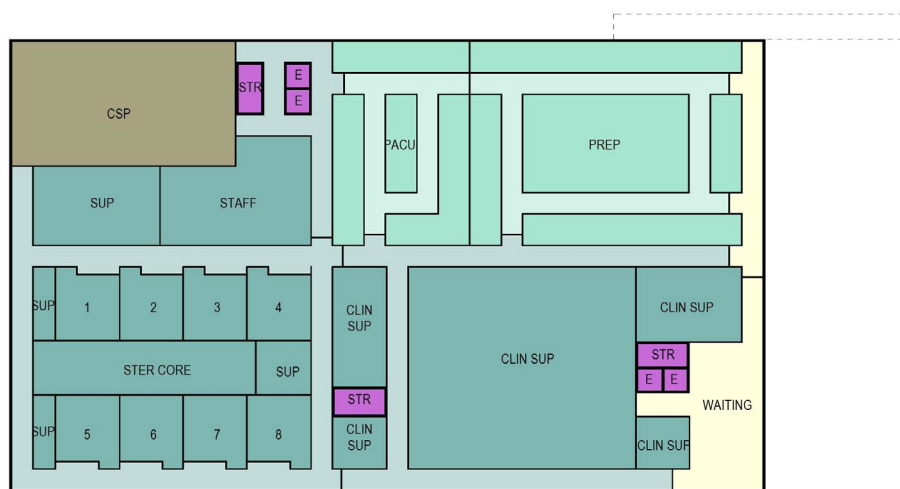 CSP
STR
E
E
PACU
PREP
SUP
STAFF
SUP
1
2
3
4
CLIN
SUP
CLIN SUP
CLIN SUP
STER CORE
SUP
STR
E
E
STR
WAITING
SUP
5
6
7
8
CLIN
SUP
CLIN SUP